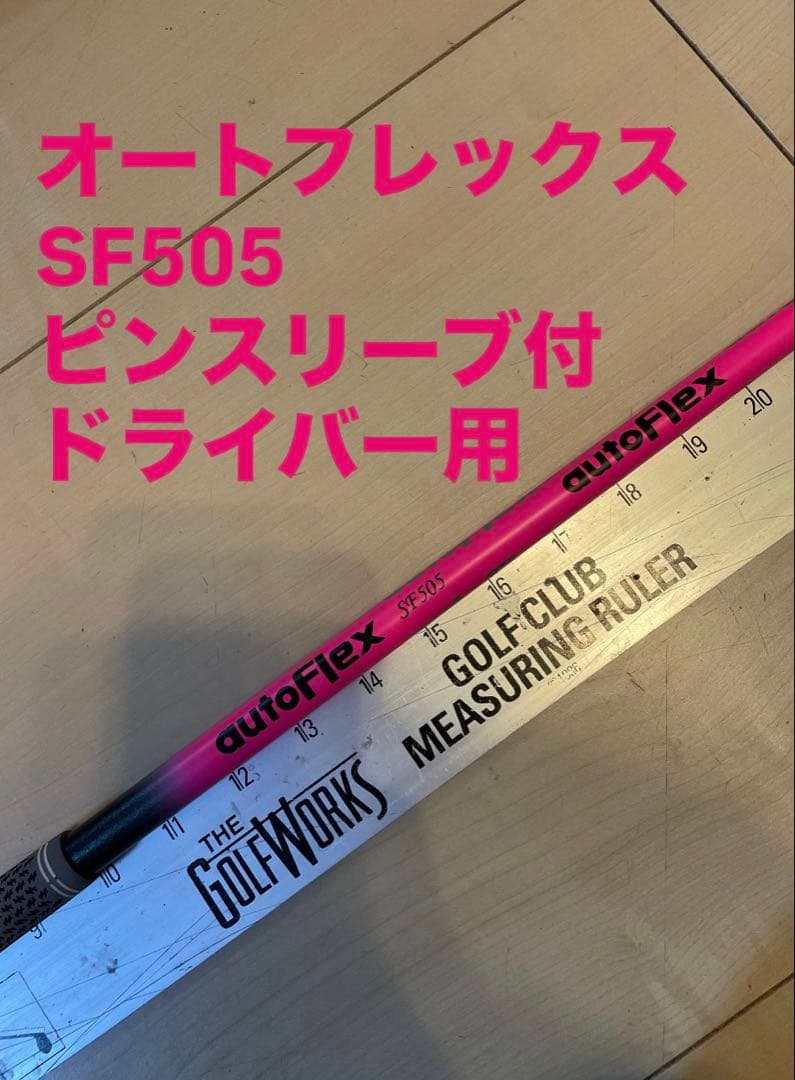 オートフレックス
SF505
ピンスリーブ付
ドライバー用
autoFlex
SF505
autoFlex
9
10
11
12
13
14
15
16
17
18
19
20
GOLF CLUB
MEASURING RULER
THE
GOLFWORKS